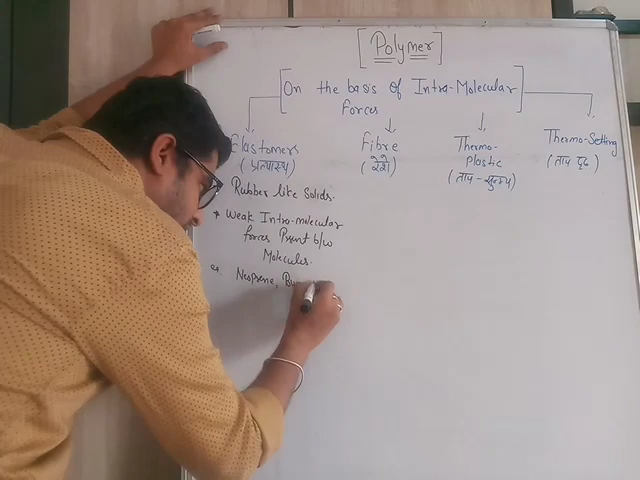 [Polymer]
[On the basis of Intra-Molecular
Forces]
Elastomers
(प्रत्यास्थ)
Rubber like Solids.
* Weak Intra-molecular
forces Present b/w
Molecules.
ex. Neoprene, Bu
Fibre
(रेशे)
Thermo-
Plastic
(ताप-सुनम्य)
Thermo-Setting
(ताप दृढ़)